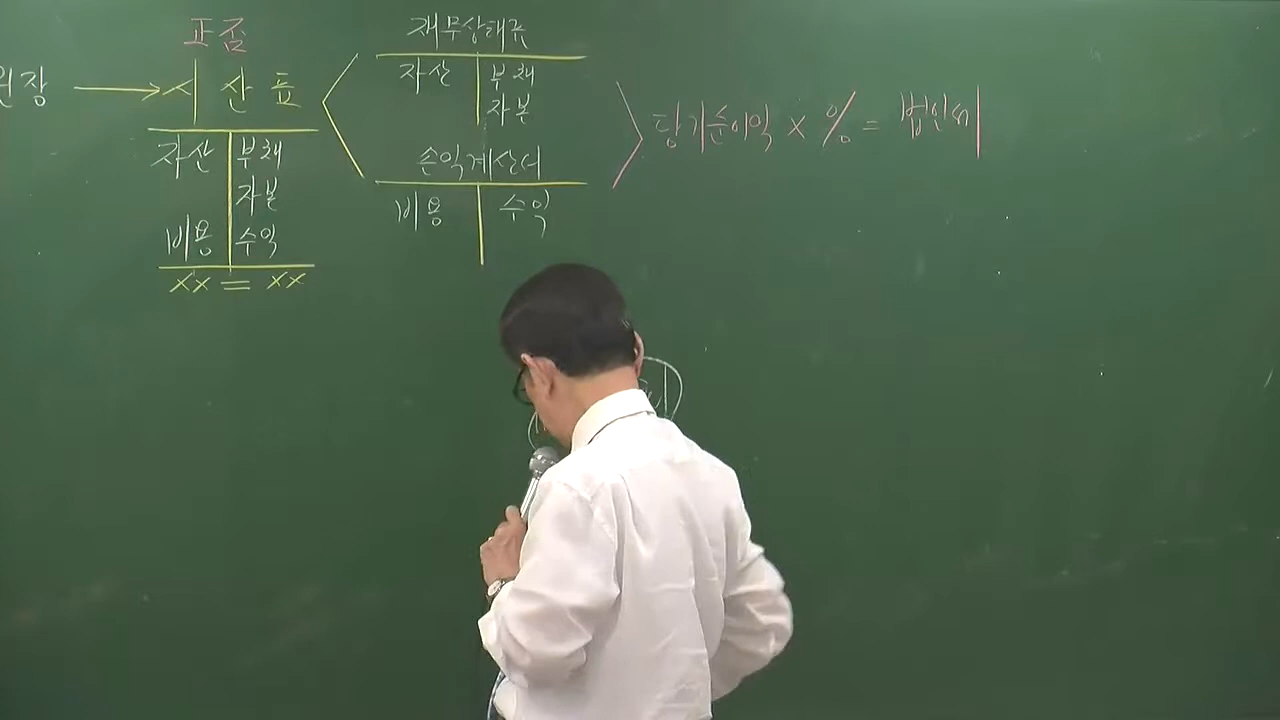 正否
원장 → 시산표
자산 부채
자본
비용 수익
xx = xx
재무상태표
자산 부채
자본
손익계산서
비용 수익
당기순이익 × % = 법인세